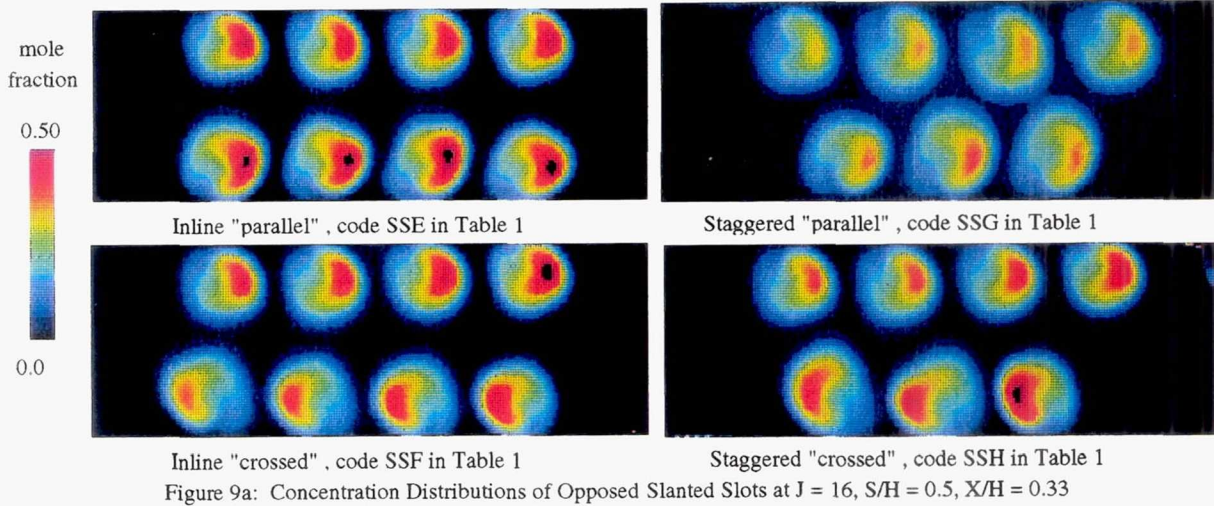 mole
fraction
0.50
0.0
Inline "parallel" , code SSE in Table 1
Staggered "parallel" , code SSG in Table 1
Inline "crossed" , code SSF in Table 1
Staggered "crossed" , code SSH in Table 1
Figure 9a: Concentration Distributions of Opposed Slanted Slots at J = 16, S/H = 0.5, X/H = 0.33